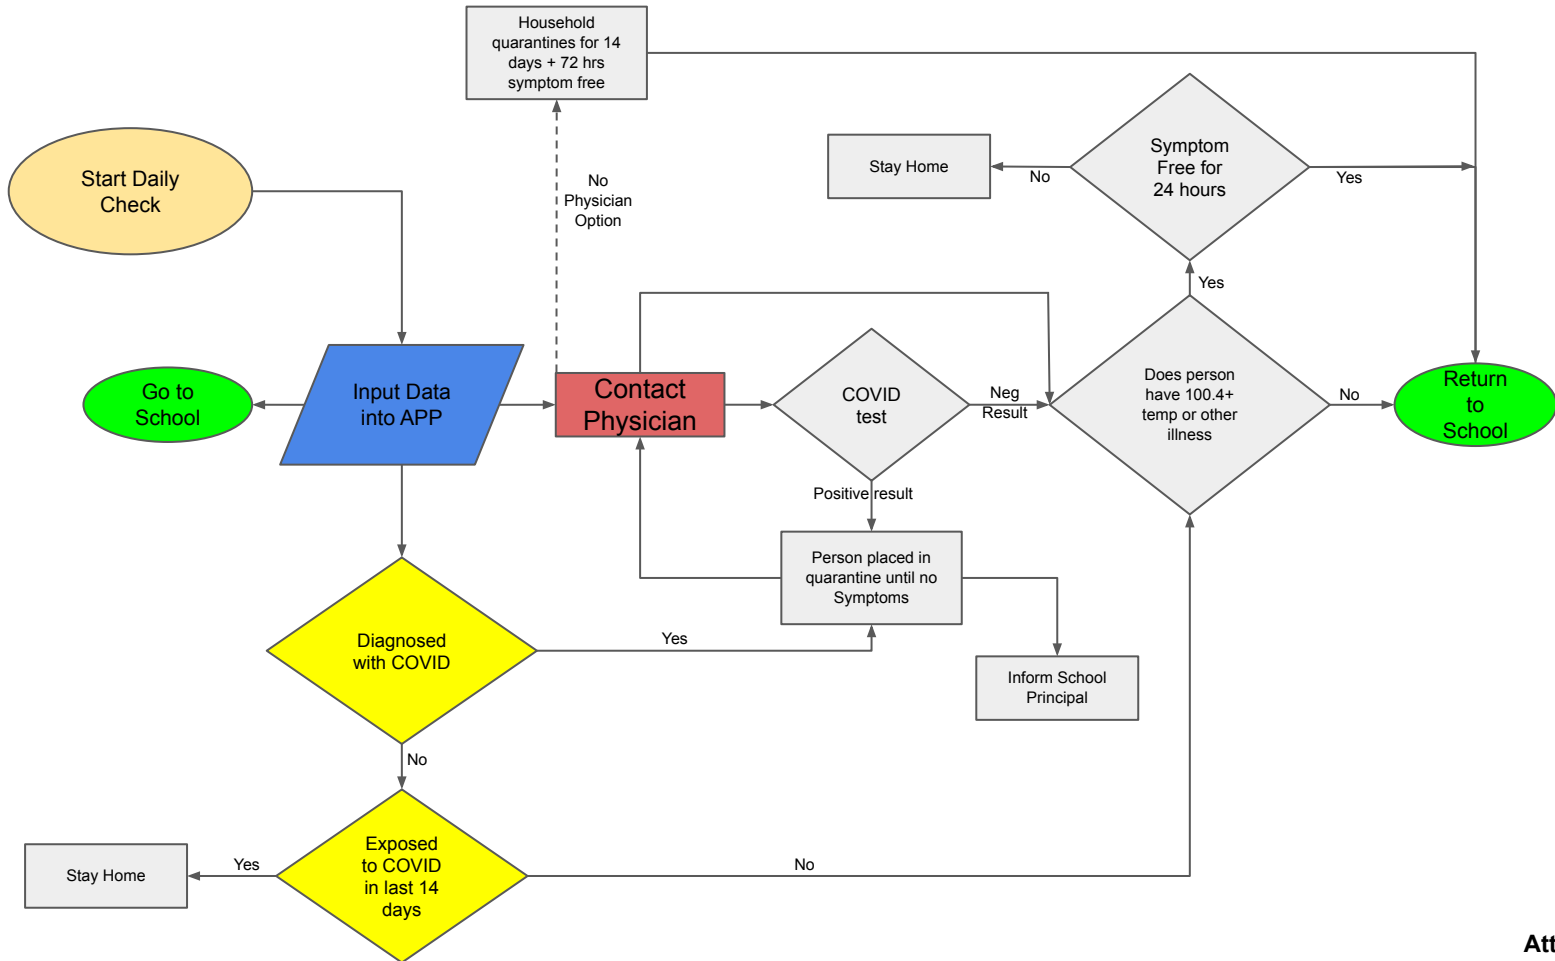 Household
quarantines for 14
days + 72 hrs
symptom free
Start Daily
Check
No
Physician
Option
Stay Home
No
Symptom
Free for
24 hours
Yes
Yes
Go to
School
Input Data
into APP
Contact
Physician
COVID
test
Neg
Result
Does person
have 100.4+
temp or other
illness
No
Return
to
School
Positive result
Person placed in
quarantine until no
Symptoms
Diagnosed
with COVID
Yes
Inform School
Principal
No
Stay Home
Yes
Exposed
to COVID
in last 14
days
No
Att